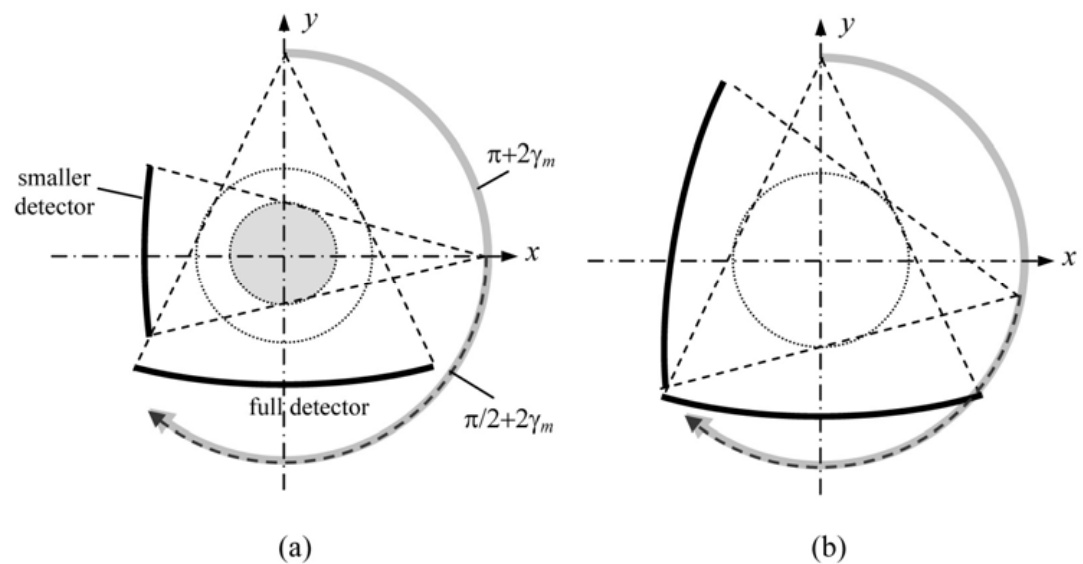 y
smaller
detector
π+2γm
x
full detector
π/2+2γm
(a)
y
x
(b)